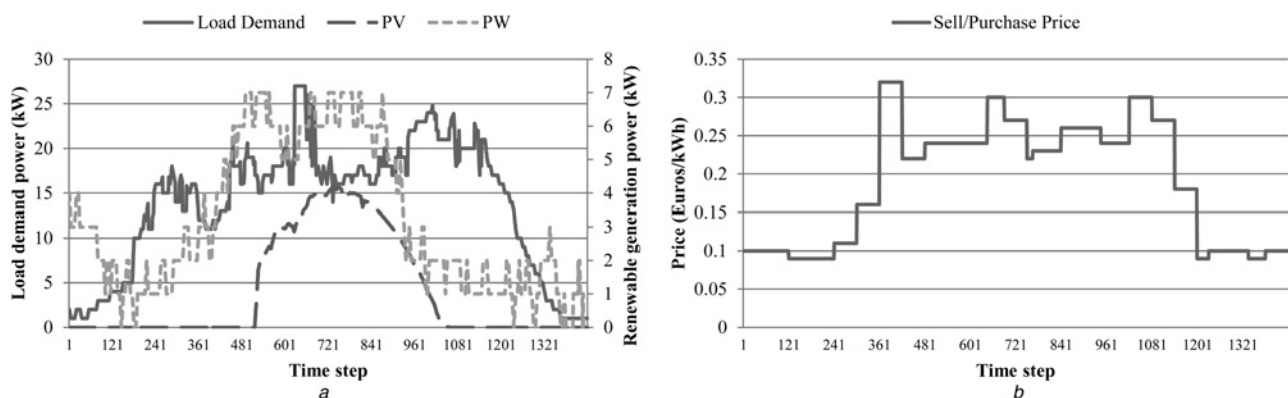 Load Demand PV PW
Load demand power (kW)
30
25
20
15
10
5
0
8
7
6
5
4
3
2
1
0
Renewable generation power (kW)
1 121 241 361 481 601 721 841 961 1081 1201 1321
Time step
a
Sell/Purchase Price
Price (Euros/kWh)
0.35
0.3
0.25
0.2
0.15
0.1
0.05
0
1 121 241 361 481 601 721 841 961 1081 1201 1321
Time step
b